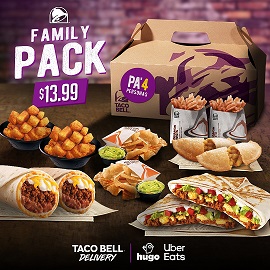 FAMILY
PACK
$13.99
PA'4
PERSONAS
TACO
BELL
TACO BELL
DELIVERY
hugo
Uber
Eats